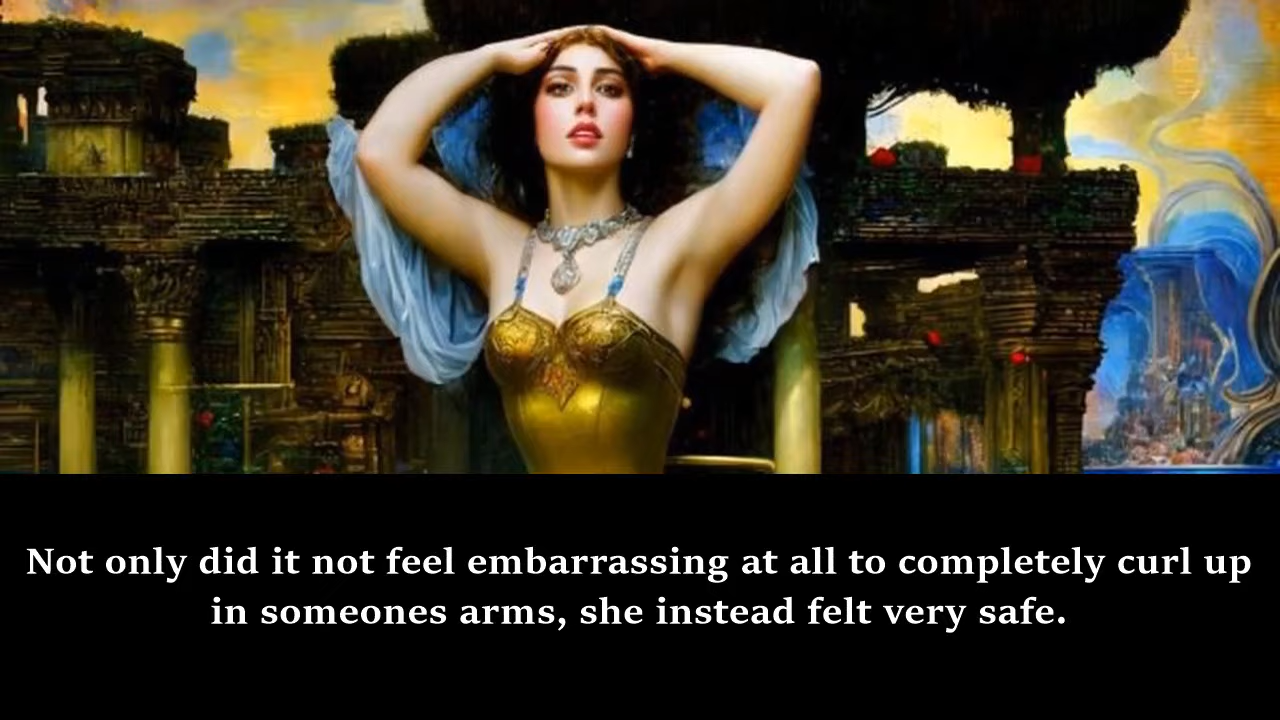 Not only did it not feel embarrassing at all to completely curl up
in someones arms, she instead felt very safe.